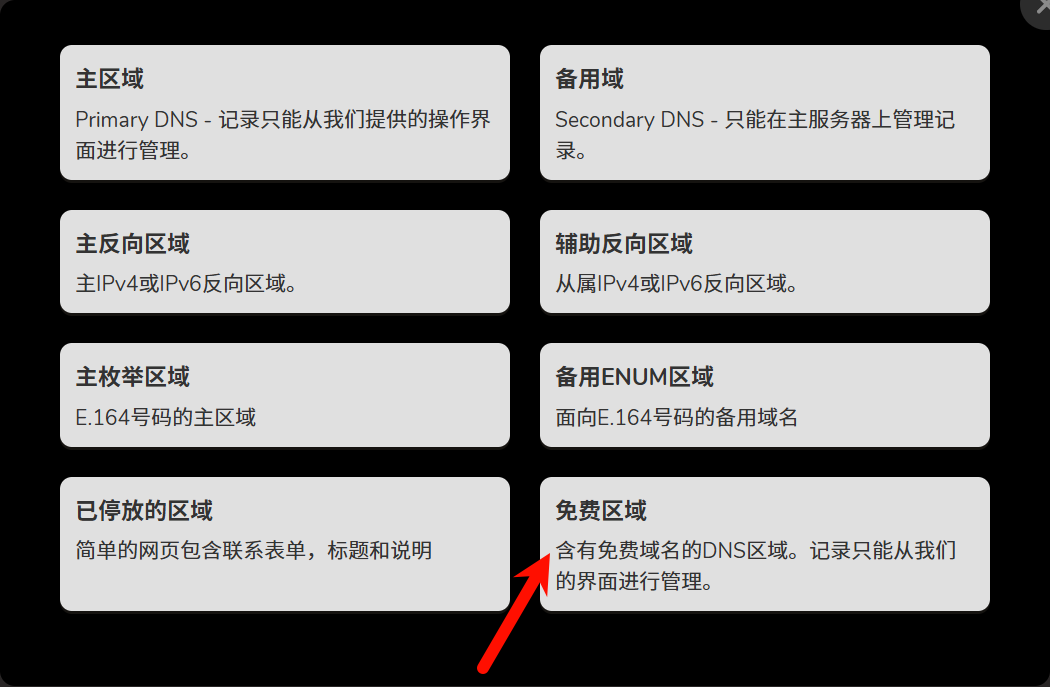 主区域
Primary DNS - 记录只能从我们提供的操作界
面进行管理。
备用域
Secondary DNS - 只能在主服务器上管理记
录。
主反向区域
主IPv4或IPv6反向区域。
辅助反向区域
从属IPv4或IPv6反向区域。
主枚举区域
E.164号码的主区域
备用ENUM区域
面向E.164号码的备用域名
已停放的区域
简单的网页包含联系表单，标题和说明
免费区域
含有免费域名的DNS区域。记录只能从我们
的界面进行管理。